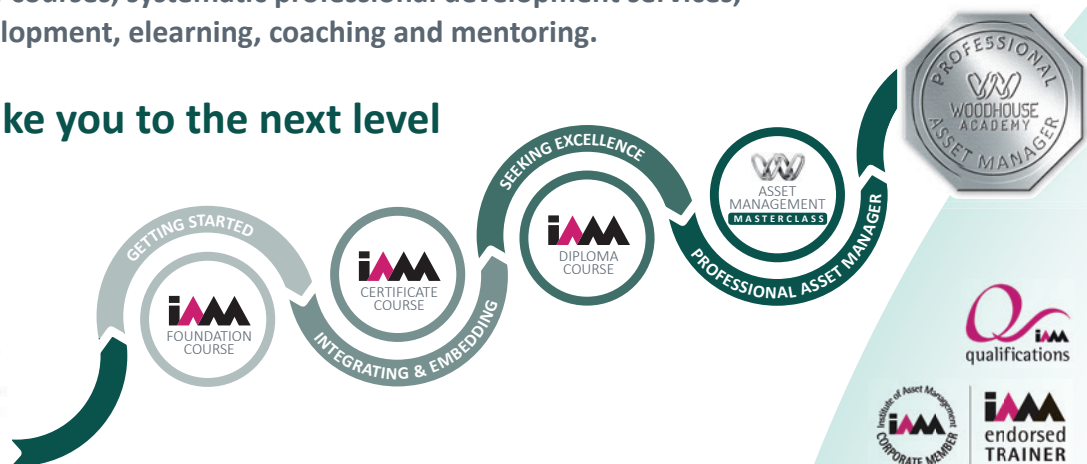 courses, systematic professional development services,
elearning, coaching and mentoring.
you to the next level
GETTING STARTED
iAM
FOUNDATION
COURSE
INTEGRATING & EMBEDDING
iAM
CERTIFICATE
COURSE
SEEKING EXCELLENCE
iAM
DIPLOMA
COURSE
PROFESSIONAL ASSET MANAGER
ASSET
MANAGEMENT
MASTERCLASS
PROFESSIONAL
WOODHOUSE
ACADEMY
ASSET MANAGER
iAM
qualifications
Institute of Asset Management
iAM
CORPORATE MEMBER
iAM
endorsed
TRAINER